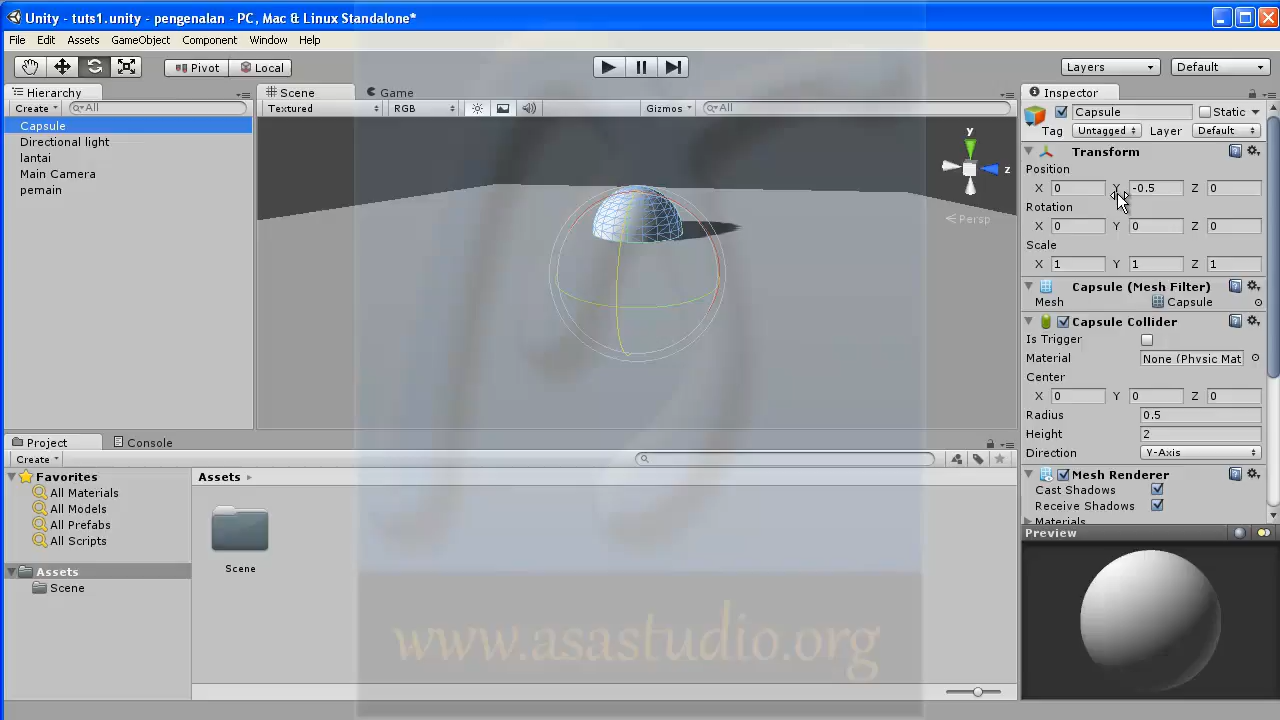 Unity - tuts1.unity - pengenalan - PC, Mac & Linux Standalone*
File Edit Assets GameObject Component Window Help
Pivot Local Layers Default
Hierarchy Scene Game Inspector
Create All Textured RGB Gizmos All Capsule Static
Capsule
Tag Untagged Layer Default
Directional light
lantai
Main Camera
pemain
y
z
Persp
Transform
Position
X 0 Y -0.5 Z 0
Rotation
X 0 Y 0 Z 0
Scale
X 1 Y 1 Z 1
Capsule (Mesh Filter)
Mesh Capsule
Capsule Collider
Is Trigger
Material None (Physic Mat
Center
X 0 Y 0 Z 0
Radius 0.5
Height 2
Direction Y-Axis
Mesh Renderer
Cast Shadows
Receive Shadows
Materials
Preview
Project Console
Create
Favorites
All Materials
All Models
All Prefabs
All Scripts
Assets
Scene
Assets
Scene
www.asastudio.org